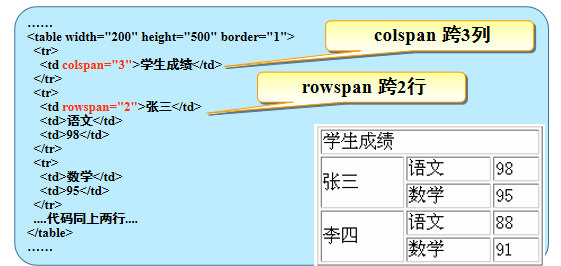 ……
<table width="200" height="500" border="1">
<tr>
<td colspan="3">学生成绩</td>
</tr>
<tr>
<td rowspan="2">张三</td>
<td>语文</td>
<td>98</td>
</tr>
<tr>
<td>数学</td>
<td>95</td>
</tr>
....代码同上两行....
</table>
……
colspan 跨3列
rowspan 跨2行
学生成绩
张三 语文 98
数学 95
李四 语文 88
数学 91